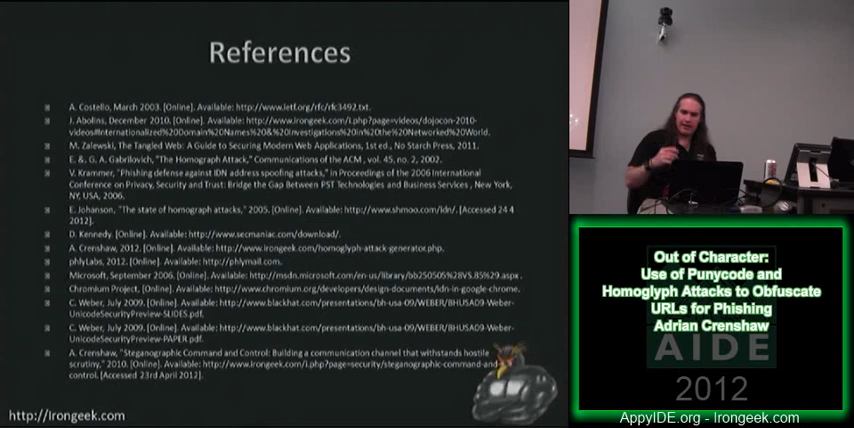 References
A. Costello, March 2003. [Online]. Available: http://www.ietf.org/rfc/rfc3492.txt.
J. Abolins, December 2010. [Online]. Available: http://www.irongeek.com/i.php?page=videos/dojocon-2010-
videos#Internationalized%20Domain%20Names%20&%20Investigations%20in%20the%20Networked%20World.
M. Zalewski, The Tangled Web: A Guide to Securing Modern Web Applications, 1st ed., No Starch Press, 2011.
E. &. G. A. Gabrilovich, "The Homograph Attack," Communications of the ACM , vol. 45, no. 2, 2002.
V. Krammer, "Phishing defense against IDN address spoofing attacks," in Proceedings of the 2006 International
Conference on Privacy, Security and Trust: Bridge the Gap Between PST Technologies and Business Services , New York,
NY, USA, 2006.
E. Johanson, "The state of homograph attacks," 2005. [Online]. Available: http://www.shmoo.com/idn/. [Accessed 24 4
2012].
D. Kennedy. [Online]. Available: http://www.secmaniac.com/download/.
A. Crenshaw, 2012. [Online]. Available: http://www.irongeek.com/homoglyph-attack-generator.php.
phlyLabs, 2012. [Online]. Available: http://phlymail.com.
Microsoft, September 2006. [Online]. Available: http://msdn.microsoft.com/en-us/library/bb250505%28VS.85%29.aspx .
Chromium Project, [Online]. Available: http://www.chromium.org/developers/design-documents/idn-in-google-chrome.
C. Weber, July 2009. [Online]. Available: http://www.blackhat.com/presentations/bh-usa-09/WEBER/BHUSA09-Weber-
UnicodeSecurityPreview-SLIDES.pdf.
C. Weber, July 2009. [Online]. Available: http://www.blackhat.com/presentations/bh-usa-09/WEBER/BHUSA09-Weber-
UnicodeSecurityPreview-PAPER.pdf.
A. Crenshaw, "Steganographic Command and Control: Building a communication channel that withstands hostile
scrutiny," 2010. [Online]. Available: http://www.irongeek.com/i.php?page=security/steganographic-command-and-
control. [Accessed 23rd April 2012].
http://Irongeek.com
Out of Character:
Use of Punycode and
Homoglyph Attacks to Obfuscate
URLs for Phishing
Adrian Crenshaw
AIDE
2012
AppyIDE.org - Irongeek.com